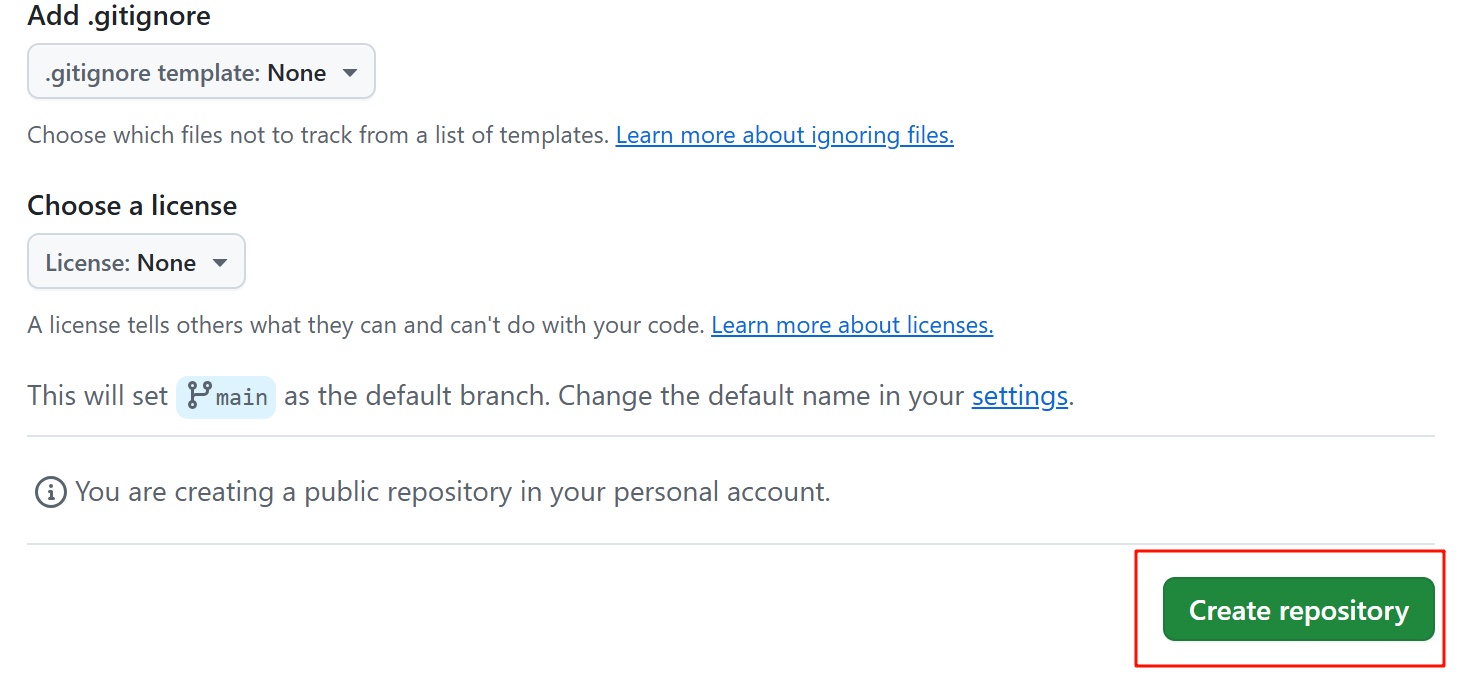 Add .gitignore
.gitignore template: None
Choose which files not to track from a list of templates. Learn more about ignoring files.
Choose a license
License: None
A license tells others what they can and can't do with your code. Learn more about licenses.
This will set main as the default branch. Change the default name in your settings.
You are creating a public repository in your personal account.
Create repository